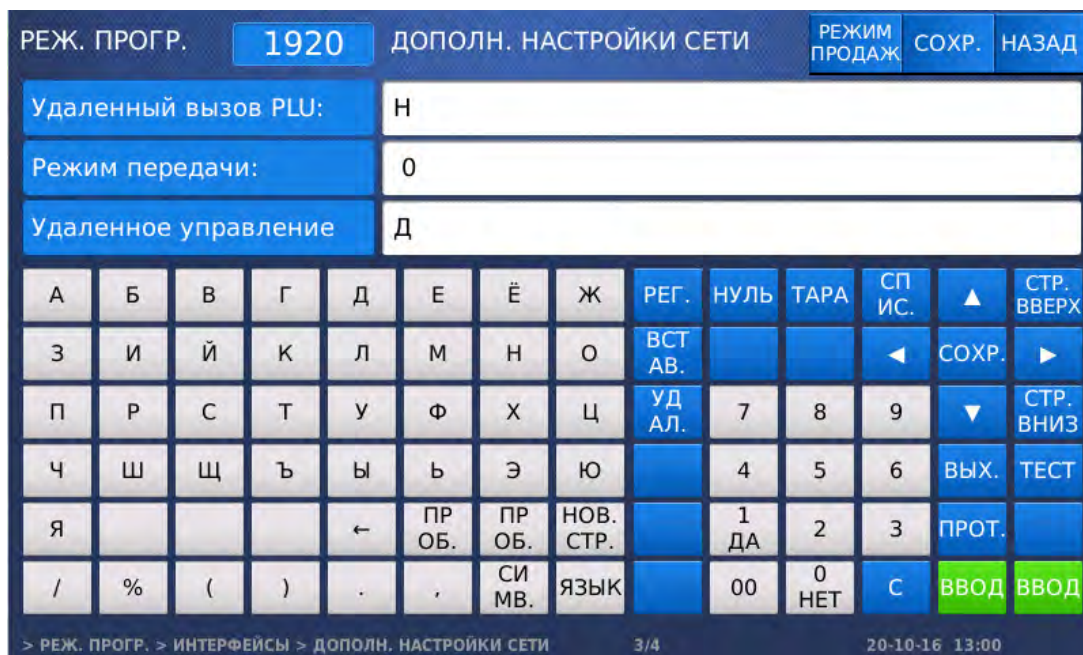 РЕЖ. ПРОГР. 1920 ДОПОЛН. НАСТРОЙКИ СЕТИ РЕЖИМ ПРОДАЖ СОХР. НАЗАД
Удаленный вызов PLU: Н
Режим передачи: 0
Удаленное управление Д
А Б В Г Д Е Ё Ж РЕГ. НУЛЬ ТАРА СП ИС. ▲ СТР. ВВЕРХ
З И Й К Л М Н О ВСТ АВ. ◀ СОХР. ▶
П Р С Т У Ф Х Ц УД АЛ. 7 8 9 ▼ СТР. ВНИЗ
Ч Ш Щ Ъ Ы Ь Э Ю 4 5 6 ВЫХ. ТЕСТ
Я ← ПР ОБ. ПР ОБ. НОВ. СТР. 1 ДА 2 3 ПРОТ.
/ % ( ) . , СИ МВ. ЯЗЫК 00 0 НЕТ С ВВОД ВВОД
> РЕЖ. ПРОГР. > ИНТЕРФЕЙСЫ > ДОПОЛН. НАСТРОЙКИ СЕТИ 3/4 20-10-16 13:00